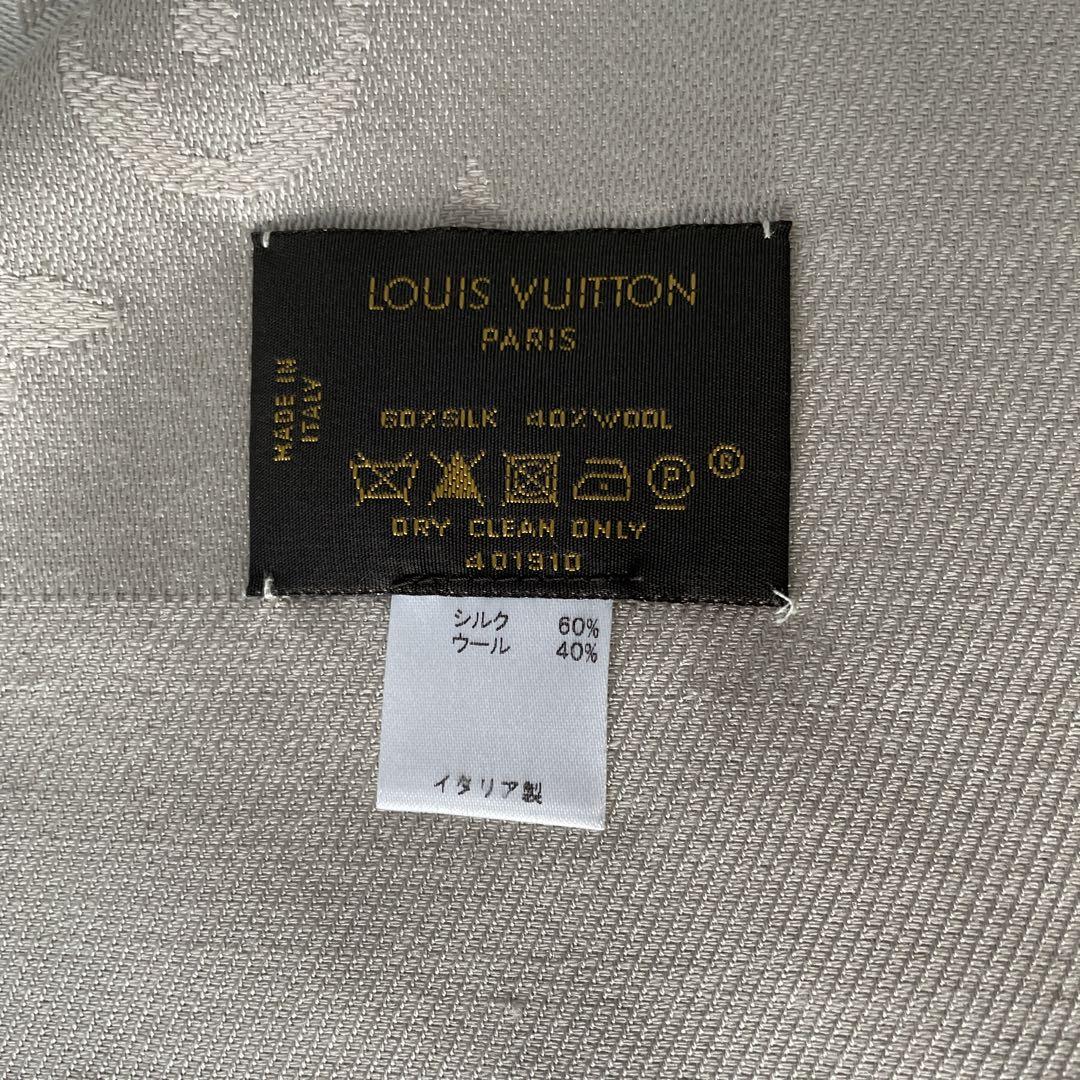 LOUIS VUITTON
PARIS
MADE IN
ITALY
60%SILK 40%WOOL
P ®
DRY CLEAN ONLY
401910
シルク 60%
ウール 40%
イタリア製